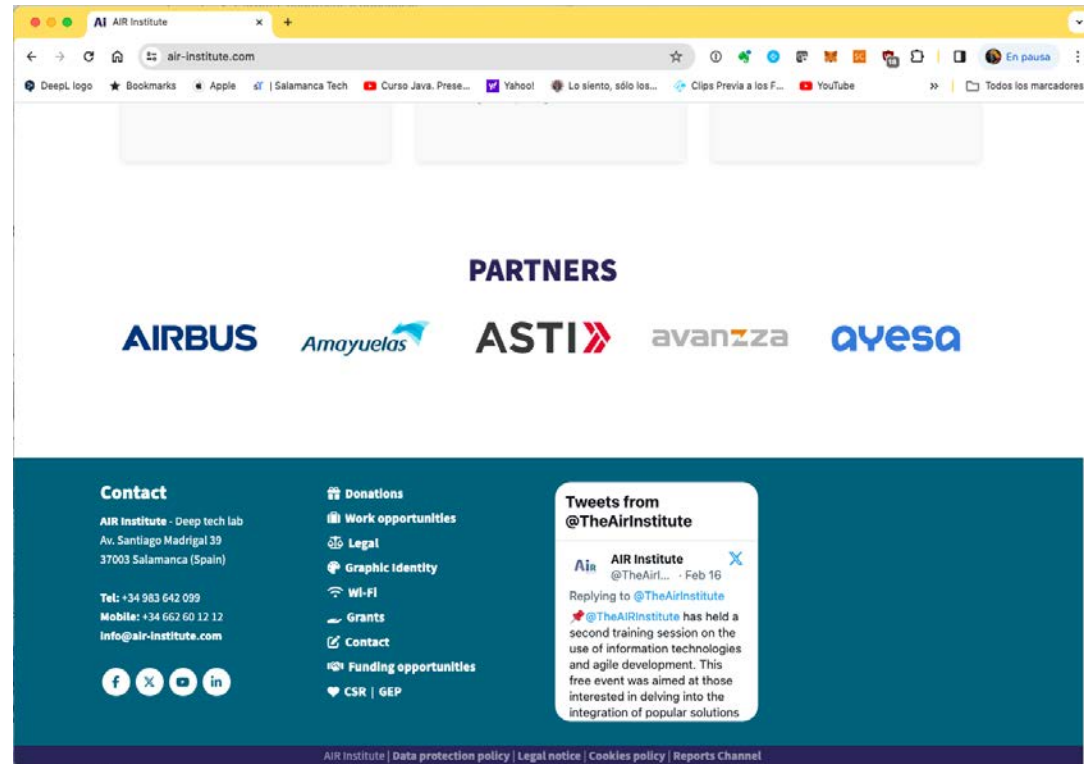 Ai AIR Institute × +
air-institute.com
18
En pausa
DeepL logo
Bookmarks
Apple
| Salamanca Tech
Curso Java. Prese...
Yahoo!
Lo siento, sólo los...
Clips Previa a los F...
YouTube
»
Todos los marcadores
PARTNERS
AIRBUS
Amayuelas
ASTI
avanzza
ayesa
Contact
AIR Institute - Deep tech lab
Av. Santiago Madrigal 39
37003 Salamanca (Spain)
Tel: +34 983 642 099
Mobile: +34 662 60 12 12
info@air-institute.com
Donations
Work opportunities
Legal
Graphic Identity
Wi-Fi
Grants
Contact
Funding opportunities
CSR | GEP
Tweets from
@TheAirInstitute
AIR
AIR Institute
@TheAirI... · Feb 16
Replying to @TheAirInstitute
📌@TheAIRInstitute has held a
second training session on the
use of information technologies
and agile development. This
free event was aimed at those
interested in delving into the
integration of popular solutions
AIR Institute | Data protection policy | Legal notice | Cookies policy | Reports Channel